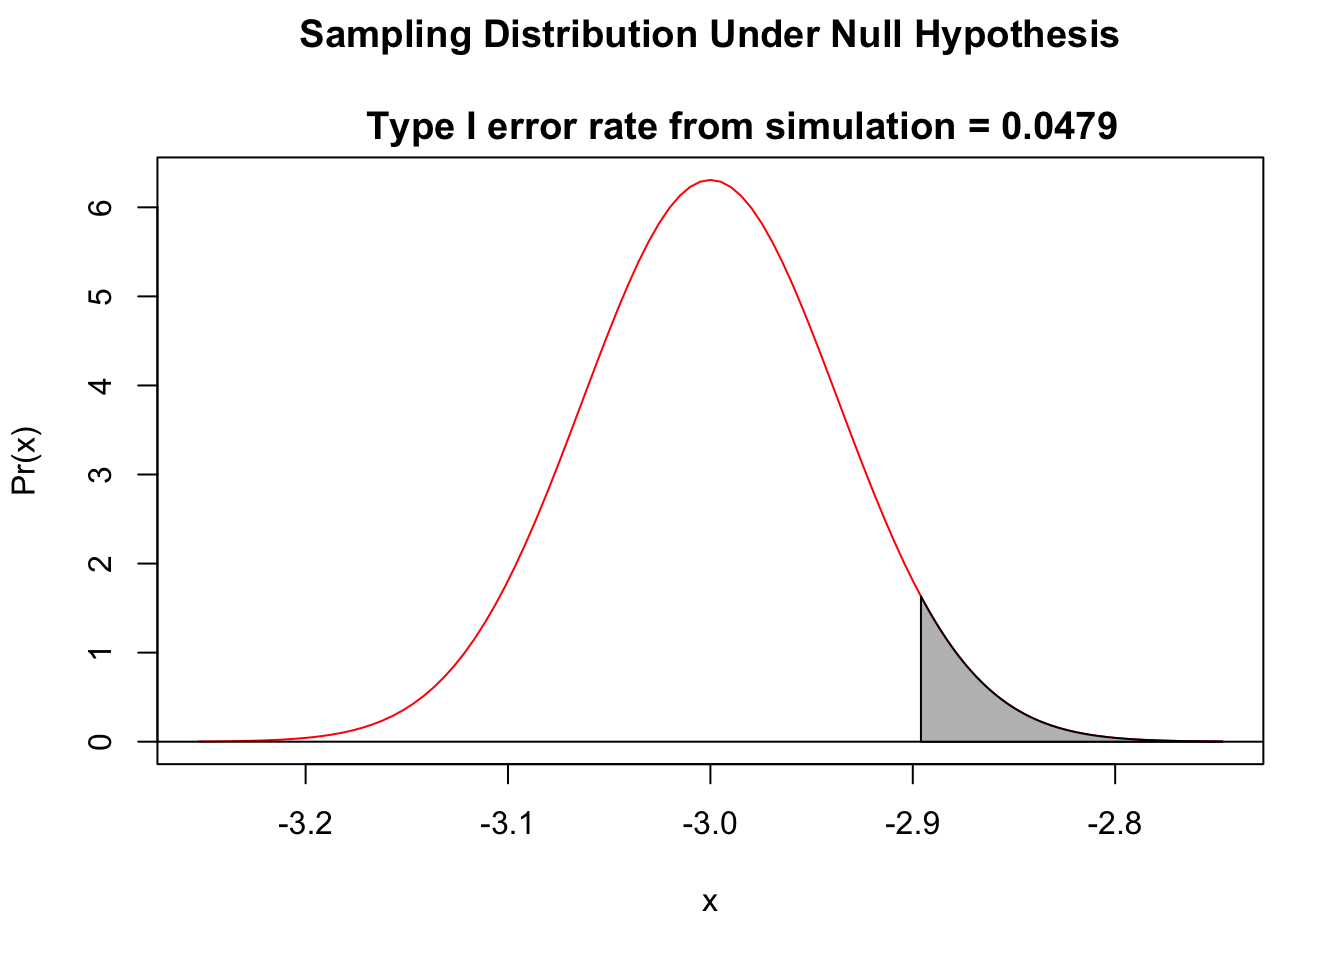 Sampling Distribution Under Null Hypothesis
Type I error rate from simulation = 0.0479
Pr(x)
6
5
4
3
2
1
0
-3.2 -3.1 -3.0 -2.9 -2.8
x